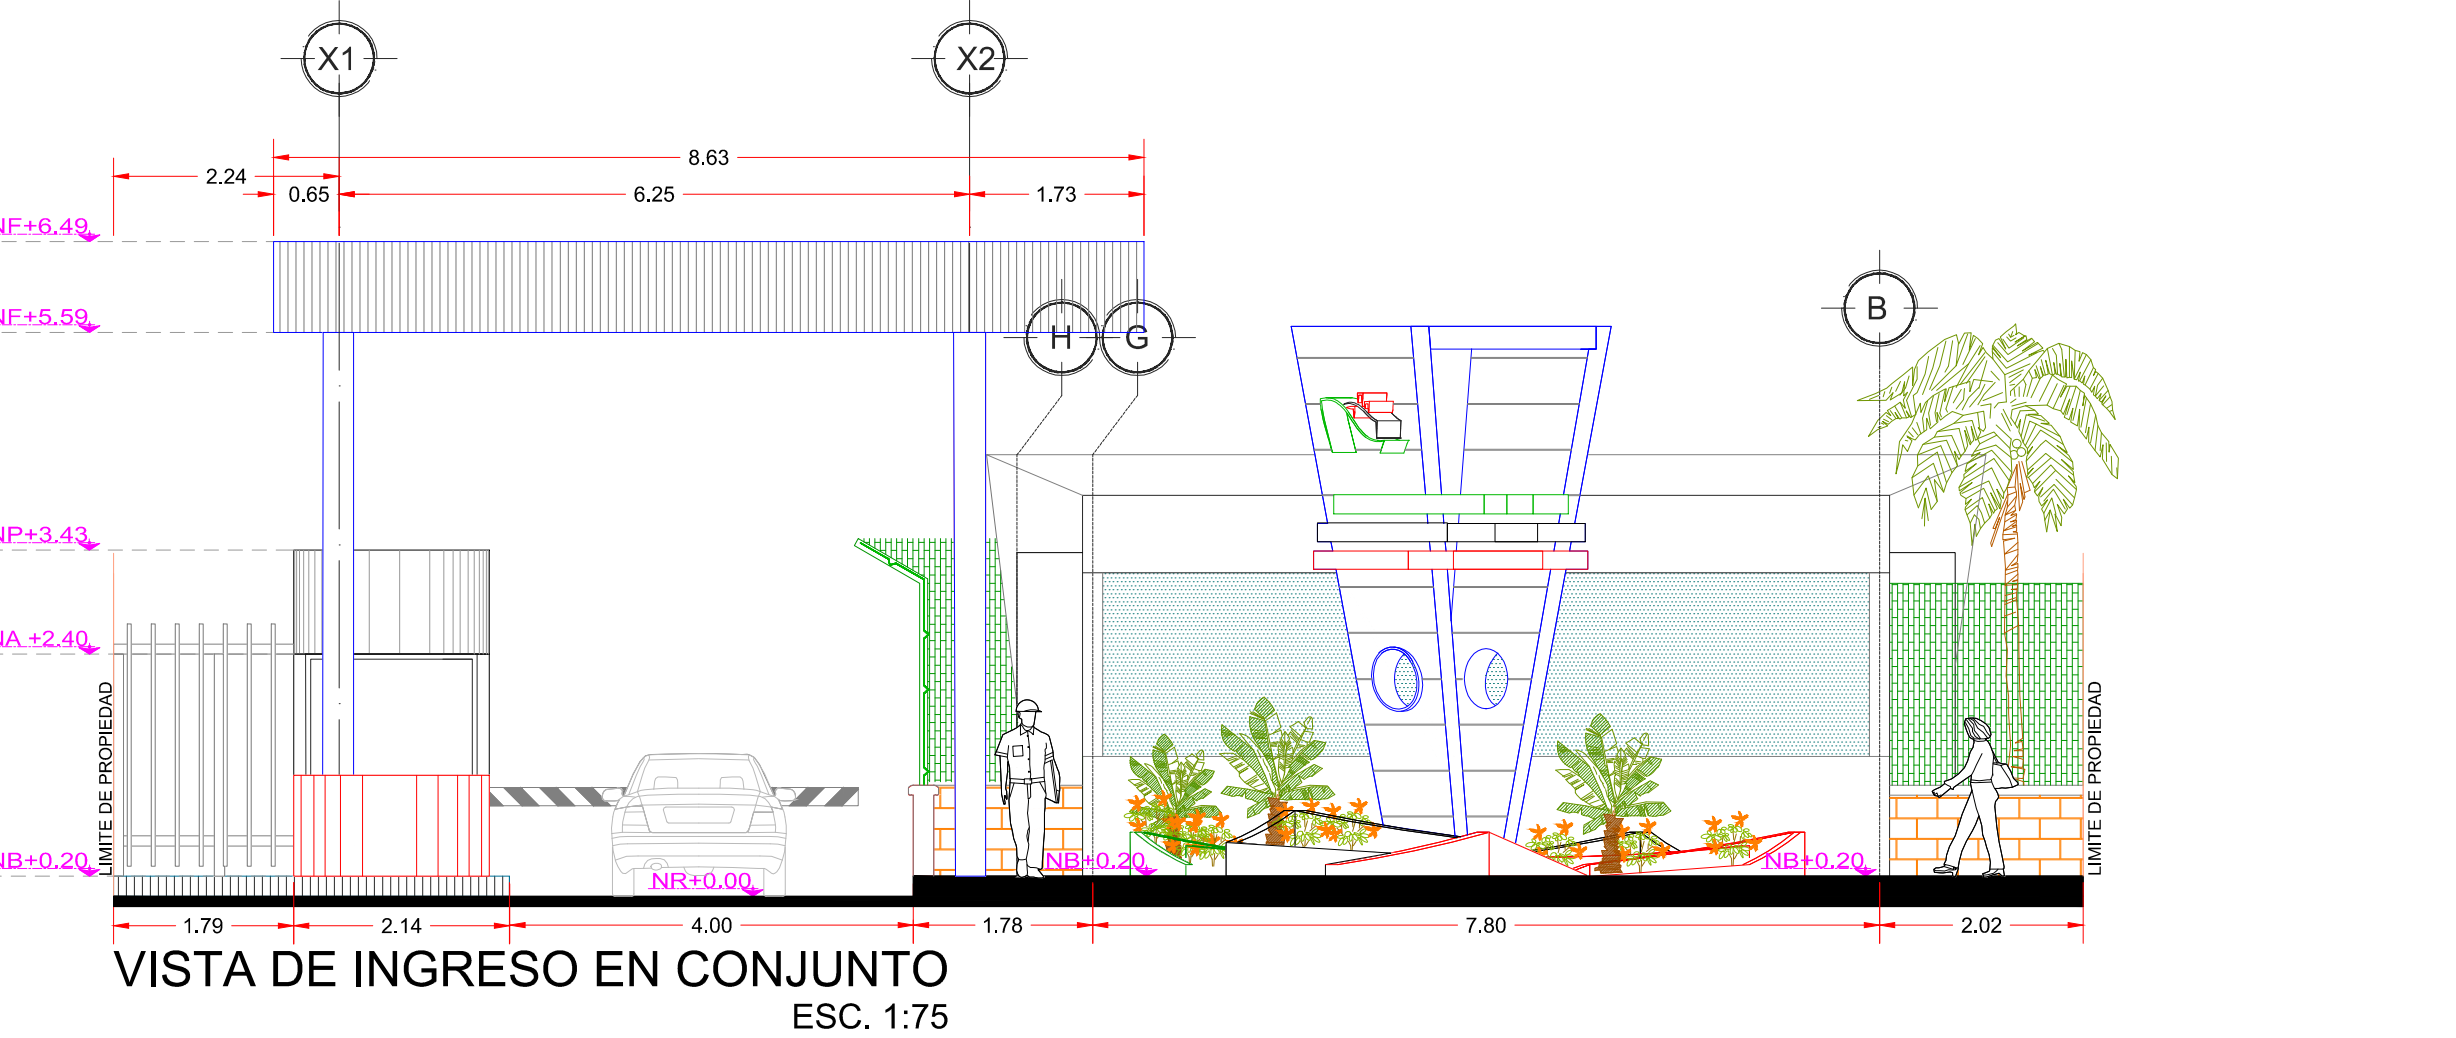 X1
X2
8.63
2.24
0.65
6.25
1.73
NF+6.49
NF+5.59
H
G
B
NP+3.43
NA +2.40
LIMITE DE PROPIEDAD
LIMITE DE PROPIEDAD
NB+0.20
NR+0.00
NB+0.20
NB+0.20
1.79
2.14
4.00
1.78
7.80
2.02
VISTA DE INGRESO EN CONJUNTO
ESC. 1:75